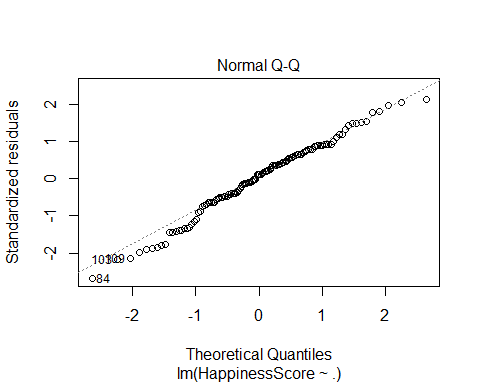 Normal Q-Q
Standardized residuals
2
1
0
-1
-2
84
-2
-1
0
1
2
Theoretical Quantiles
lm(HappinessScore ~ .)